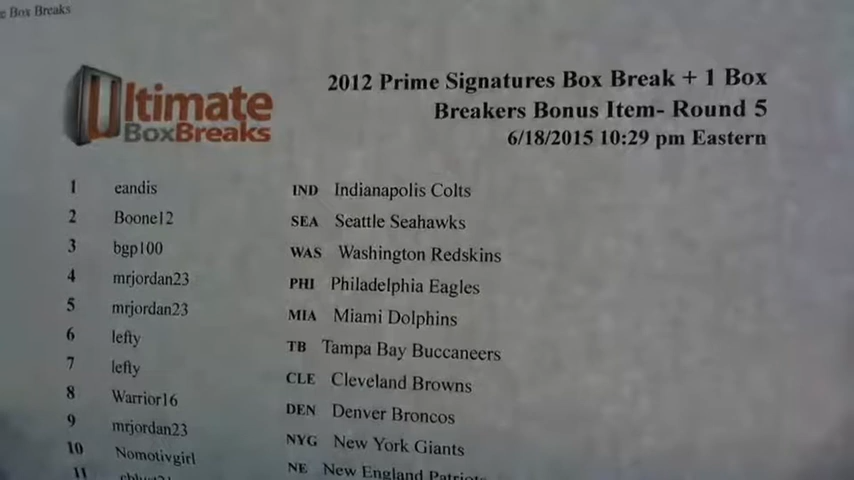 Box Breaks
Ultimate
BoxBreaks
2012 Prime Signatures Box Break + 1 Box
Breakers Bonus Item- Round 5
6/18/2015 10:29 pm Eastern
1 eandis IND Indianapolis Colts
2 Boone12 SEA Seattle Seahawks
3 bgp100 WAS Washington Redskins
4 mrjordan23 PHI Philadelphia Eagles
5 mrjordan23 MIA Miami Dolphins
6 lefty TB Tampa Bay Buccaneers
7 lefty CLE Cleveland Browns
8 Warrior16 DEN Denver Broncos
9 mrjordan23 NYG New York Giants
10 Nomotivgirl NE New England Patriots
11